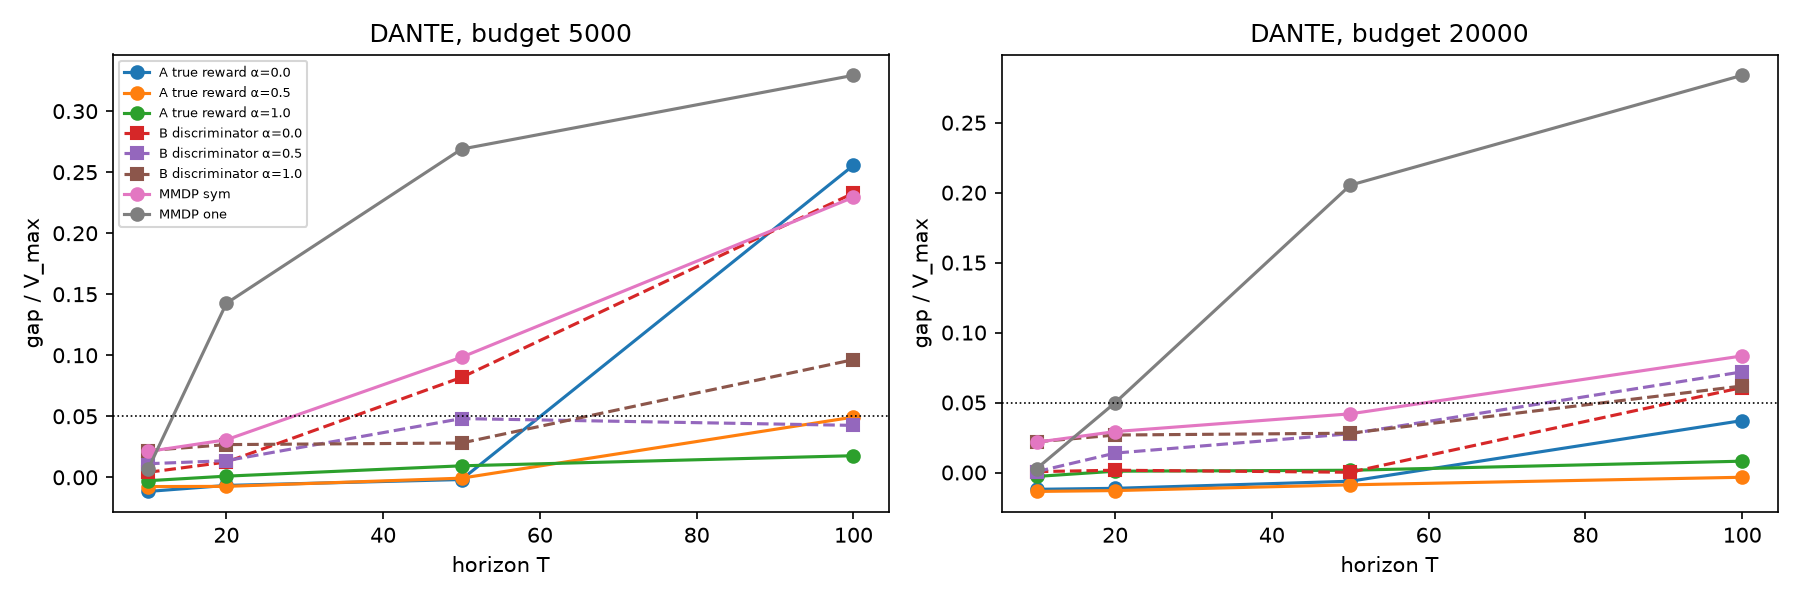 DANTE, budget 5000
gap / V_max
0.30
0.25
0.20
0.15
0.10
0.05
0.00
A true reward α=0.0
A true reward α=0.5
A true reward α=1.0
B discriminator α=0.0
B discriminator α=0.5
B discriminator α=1.0
MMDP sym
MMDP one
20 40 60 80 100
horizon T
DANTE, budget 20000
gap / V_max
0.25
0.20
0.15
0.10
0.05
0.00
20 40 60 80 100
horizon T